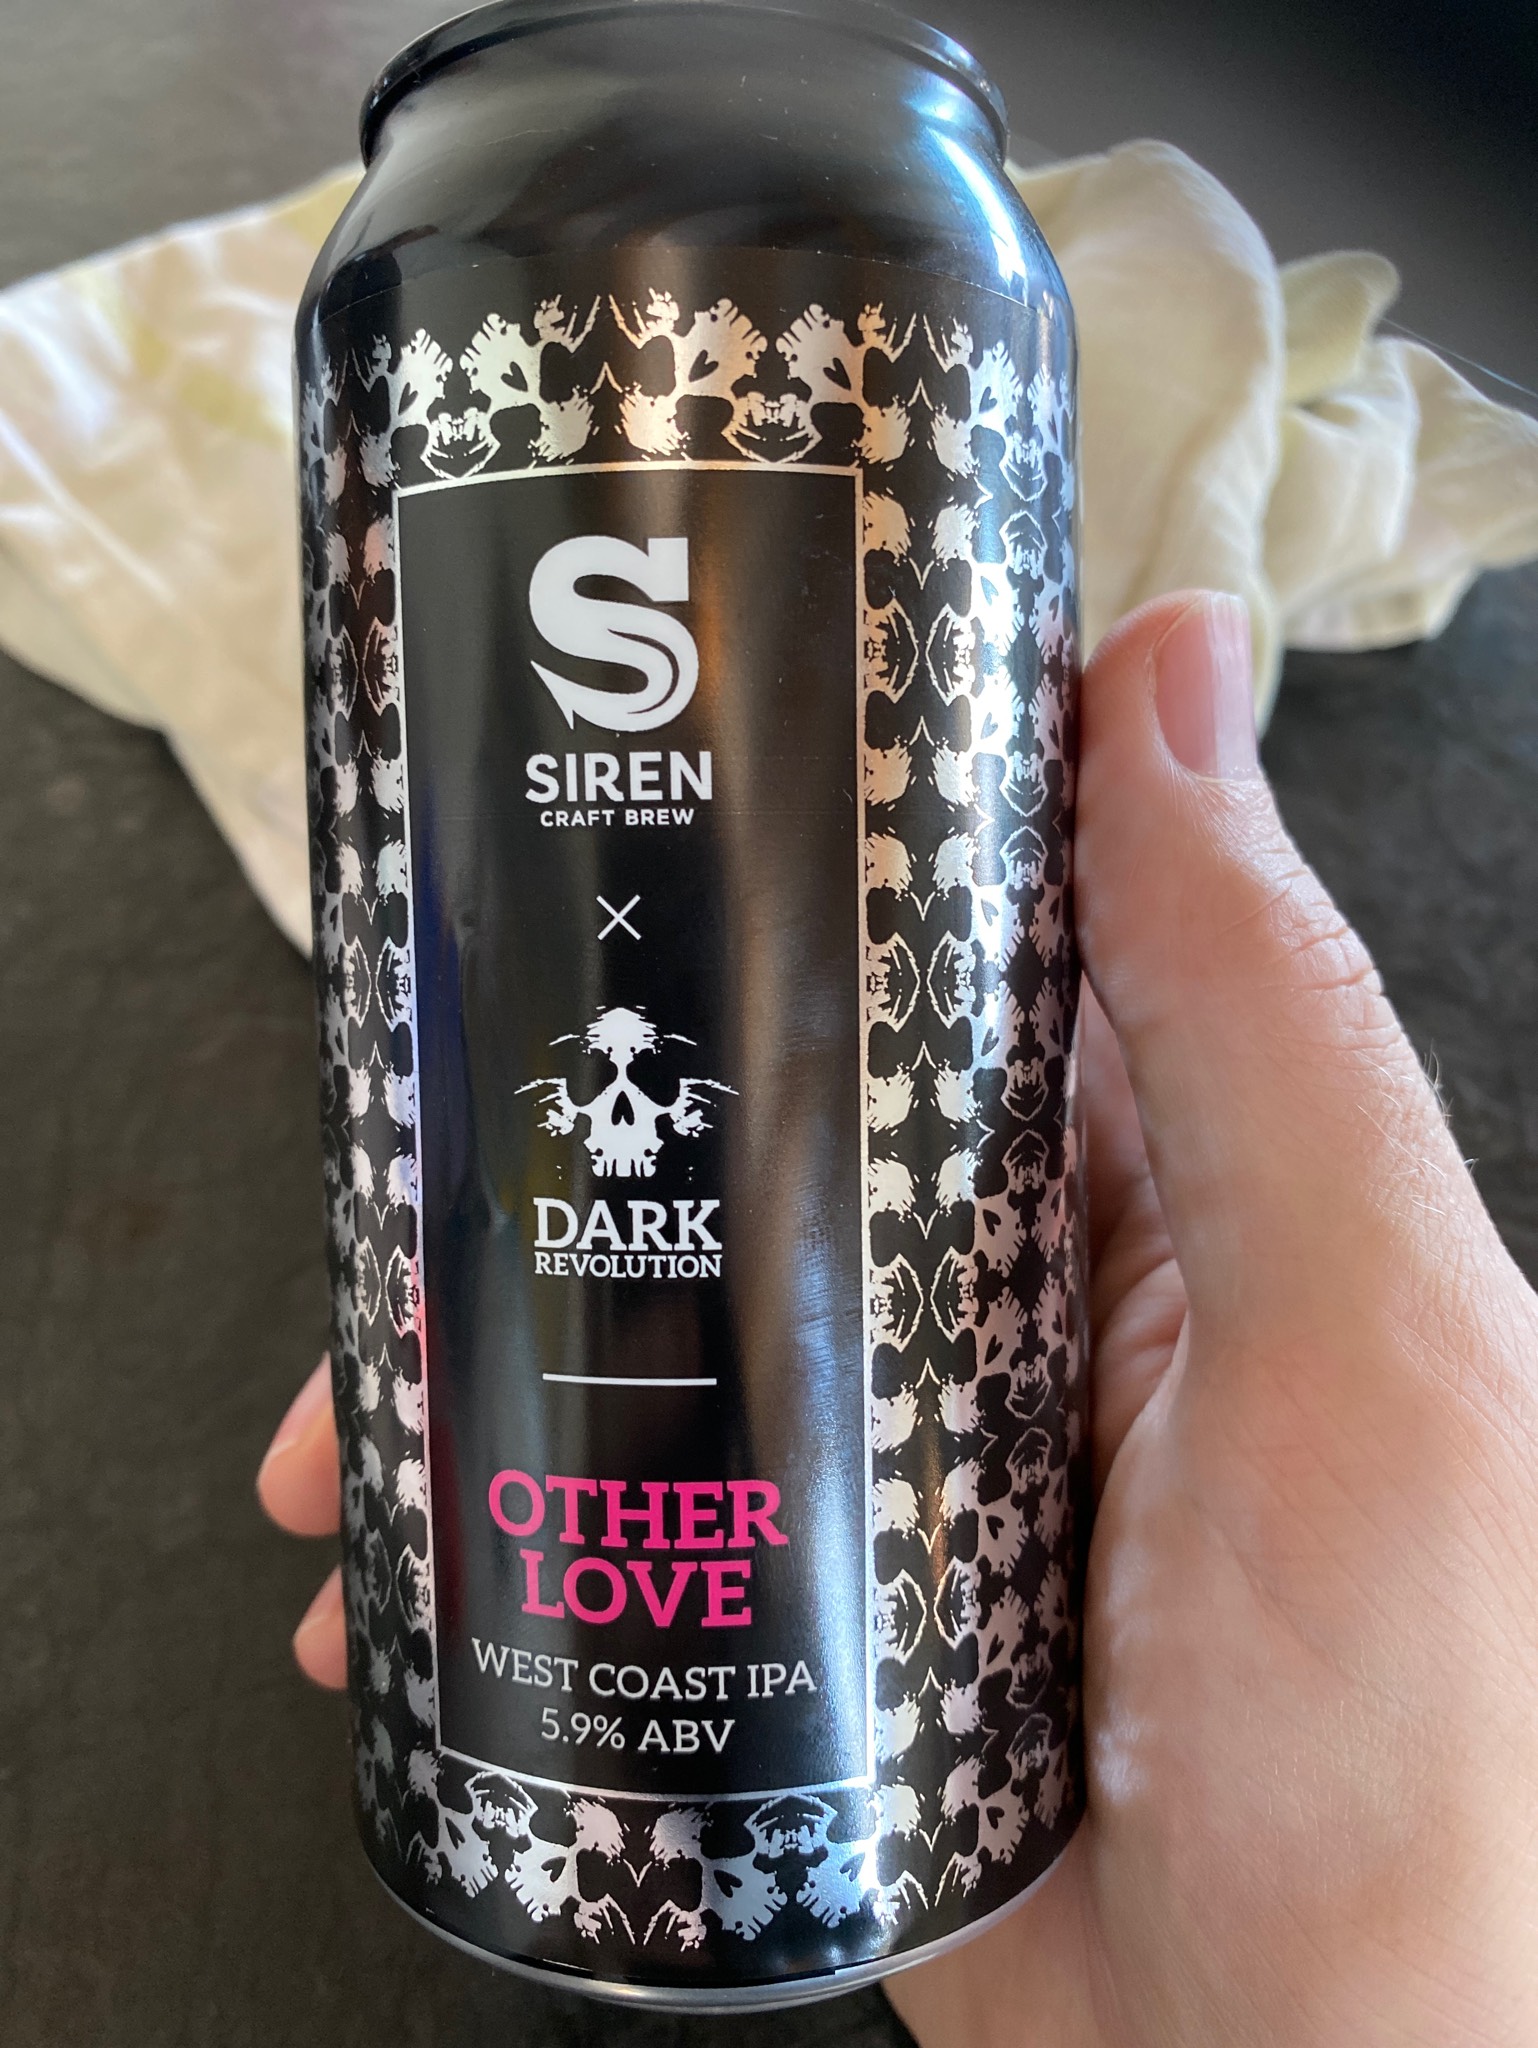 S
SIREN
CRAFT BREW
×
DARK
REVOLUTION
OTHER
LOVE
WEST COAST IPA
5.9% ABV